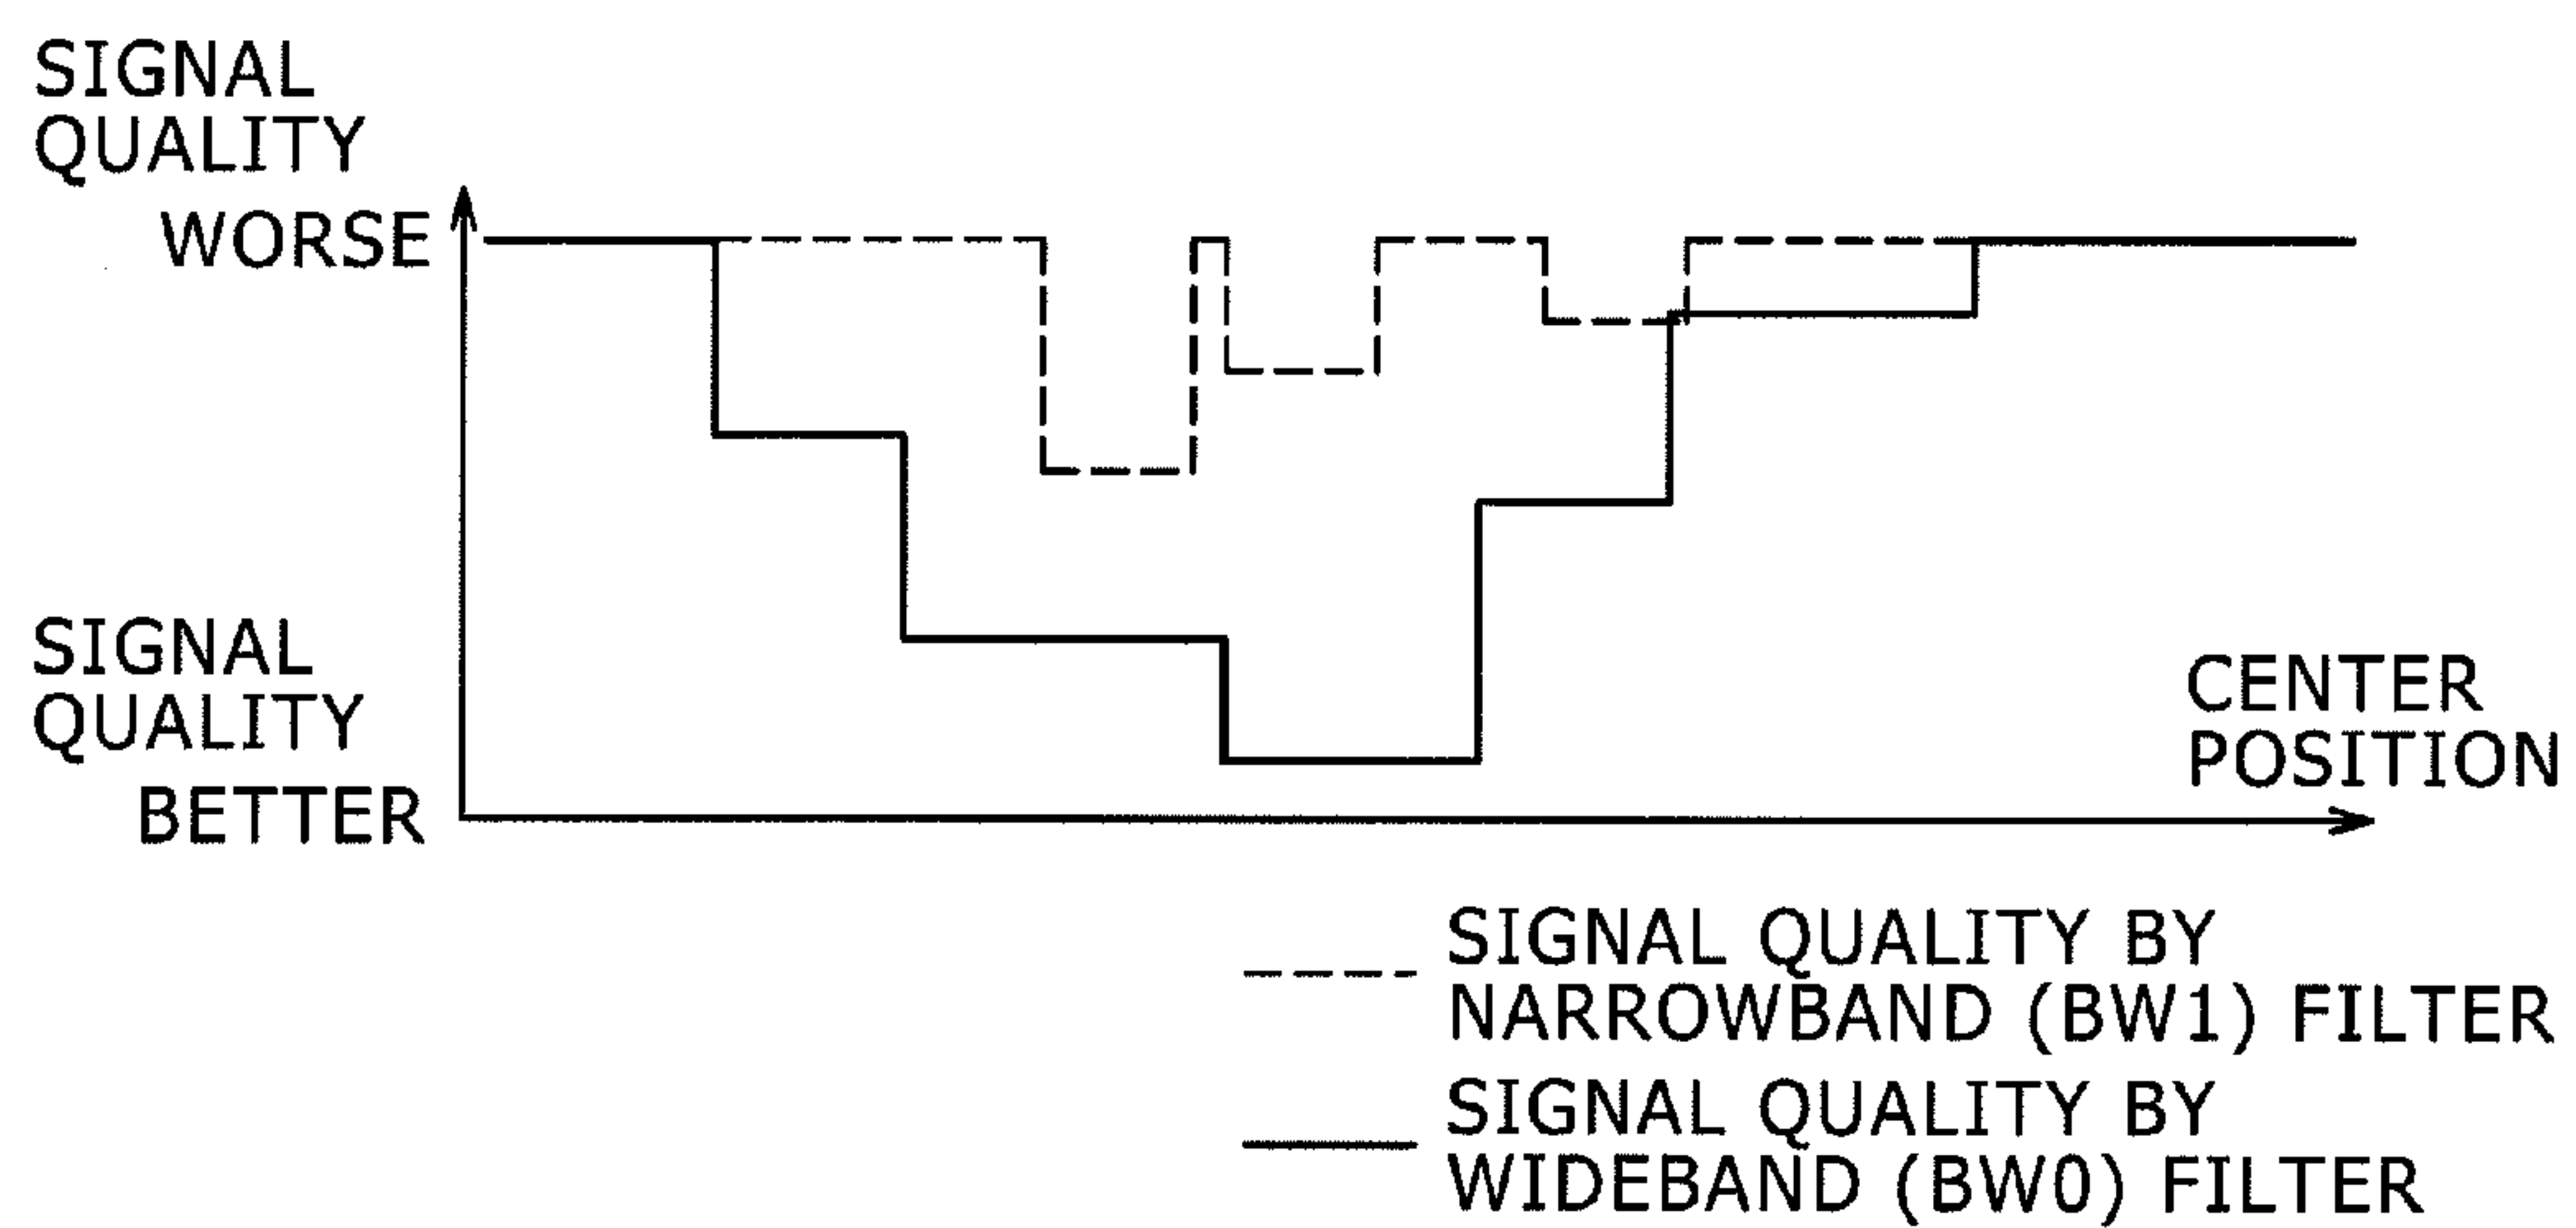 SIGNAL
QUALITY
WORSE
SIGNAL
QUALITY
BETTER
CENTER
POSITION
SIGNAL QUALITY BY
NARROWBAND (BW1) FILTER
SIGNAL QUALITY BY
WIDEBAND (BW0) FILTER